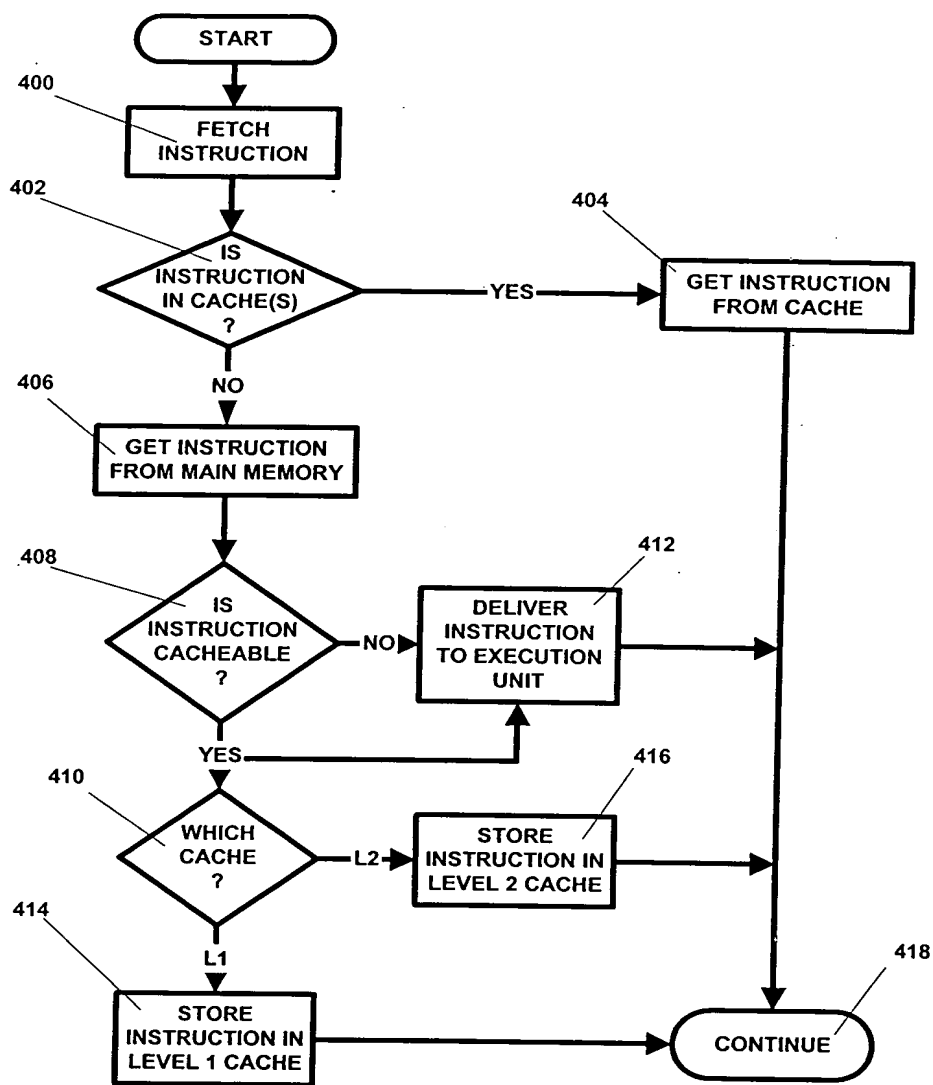 START
400
FETCH
INSTRUCTION
402
IS
INSTRUCTION
IN CACHE(S)
?
YES
404
GET INSTRUCTION
FROM CACHE
NO
406
GET INSTRUCTION
FROM MAIN MEMORY
408
IS
INSTRUCTION
CACHEABLE
?
NO
412
DELIVER
INSTRUCTION
TO EXECUTION
UNIT
YES
410
WHICH
CACHE
?
L2
416
STORE
INSTRUCTION IN
LEVEL 2 CACHE
L1
414
STORE
INSTRUCTION IN
LEVEL 1 CACHE
418
CONTINUE